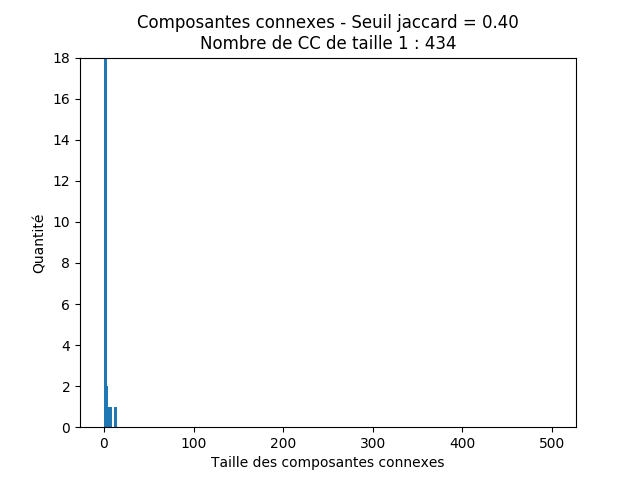 Composantes connexes - Seuil jaccard = 0.40
Nombre de CC de taille 1 : 434
18
16
14
12
10
8
6
4
2
0
Quantité
0 100 200 300 400 500
Taille des composantes connexes